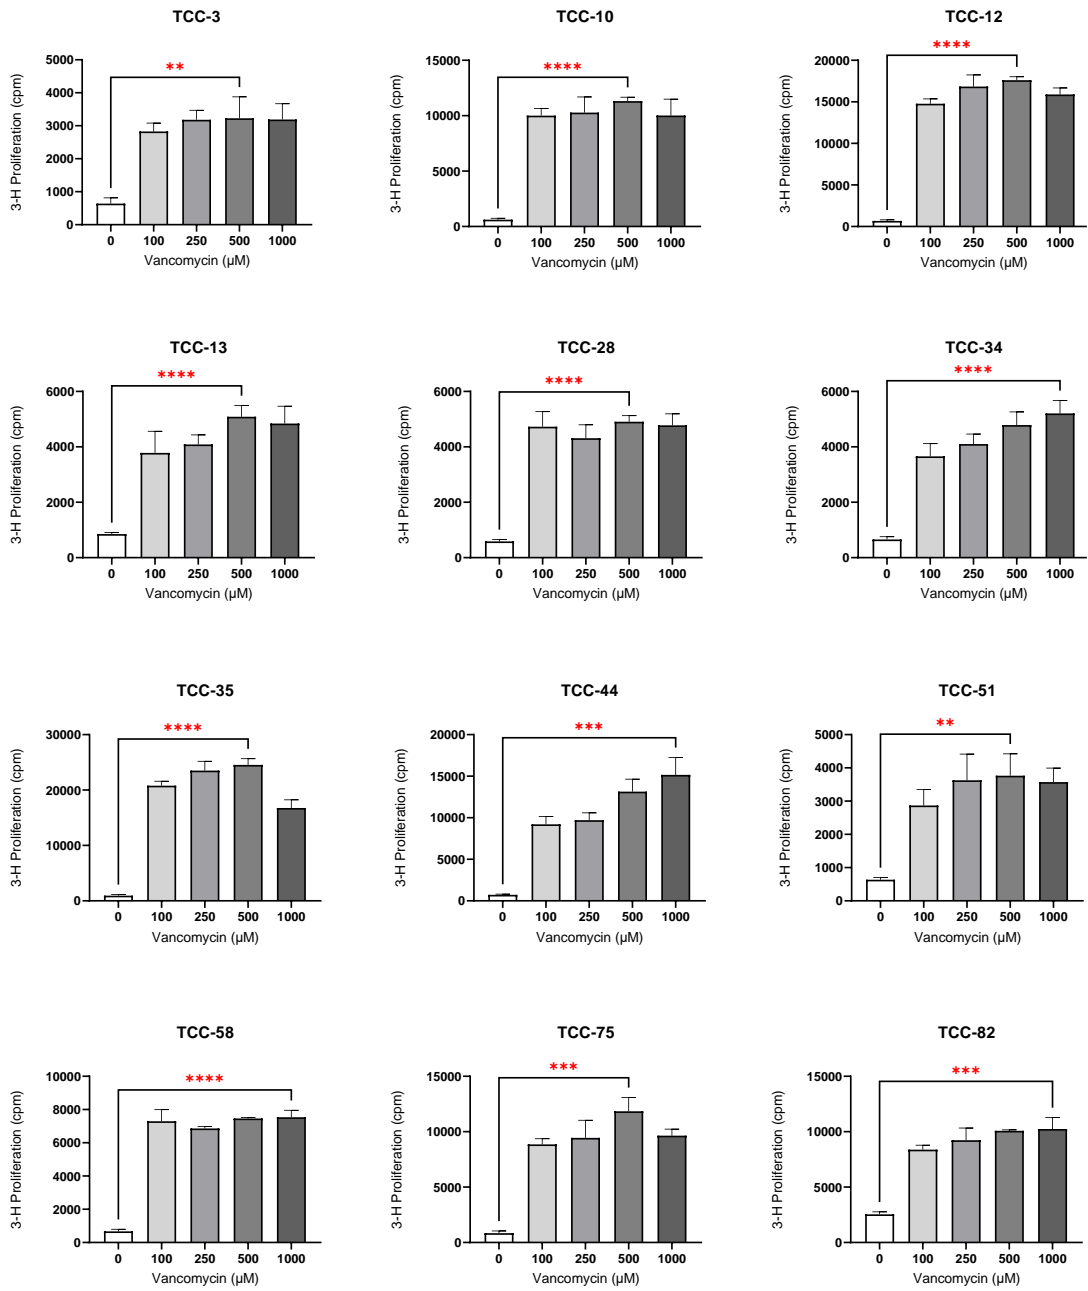 TCC-3
**
3-H Proliferation (cpm)
5000
4000
3000
2000
1000
0
0 100 250 500 1000
Vancomycin (µM)
TCC-10
****
3-H Proliferation (cpm)
15000
10000
5000
0
0 100 250 500 1000
Vancomycin (µM)
TCC-12
****
3-H Proliferation (cpm)
20000
15000
10000
5000
0
0 100 250 500 1000
Vancomycin (µM)
TCC-13
****
3-H Proliferation (cpm)
6000
4000
2000
0
0 100 250 500 1000
Vancomycin (µM)
TCC-28
****
3-H Proliferation (cpm)
6000
4000
2000
0
0 100 250 500 1000
Vancomycin (µM)
TCC-34
****
3-H Proliferation (cpm)
6000
4000
2000
0
0 100 250 500 1000
Vancomycin (µM)
TCC-35
****
3-H Proliferation (cpm)
30000
20000
10000
0
0 100 250 500 1000
Vancomycin (µM)
TCC-44
***
3-H Proliferation (cpm)
20000
15000
10000
5000
0
0 100 250 500 1000
Vancomycin (µM)
TCC-51
**
3-H Proliferation (cpm)
5000
4000
3000
2000
1000
0
0 100 250 500 1000
Vancomycin (µM)
TCC-58
****
3-H Proliferation (cpm)
10000
8000
6000
4000
2000
0
0 100 250 500 1000
Vancomycin (µM)
TCC-75
***
3-H Proliferation (cpm)
15000
10000
5000
0
0 100 250 500 1000
Vancomycin (µM)
TCC-82
***
3-H Proliferation (cpm)
15000
10000
5000
0
0 100 250 500 1000
Vancomycin (µM)